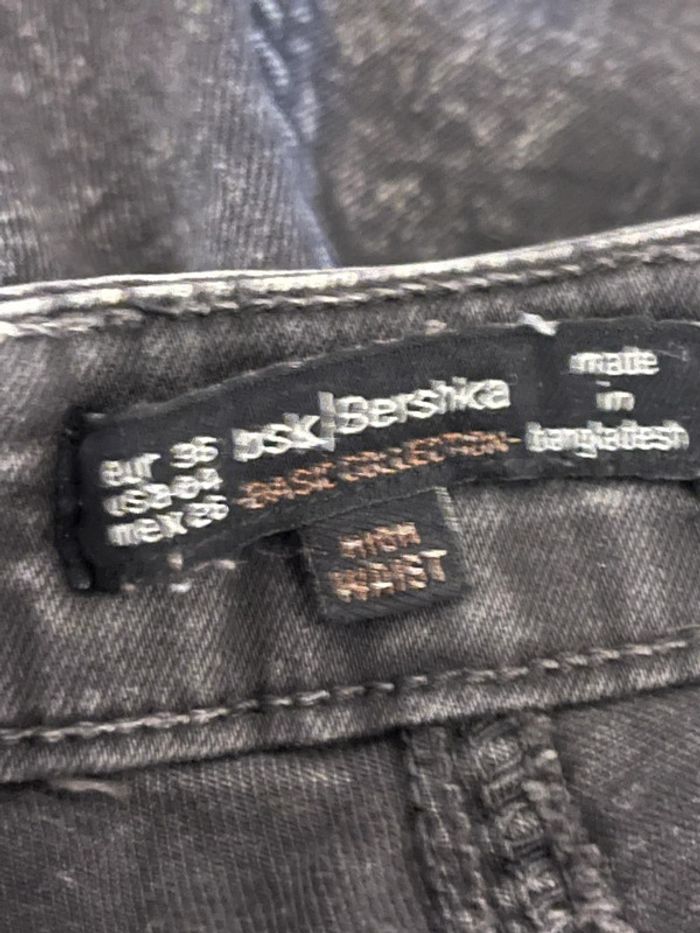 eur 36
usa 04
mex 26
bsk|Bershka
BASIC COLLECTION
made
in
bangladesh
HIGH
WAIST